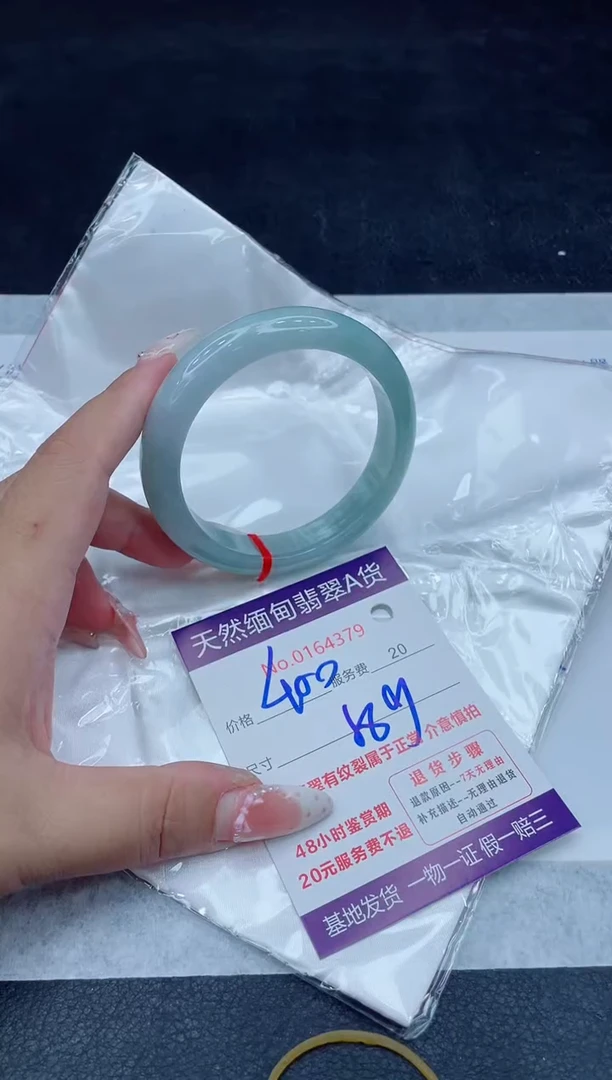 天然缅甸翡翠A货
No.0164379
价格 400 服务费 20
尺寸
翠有纹裂属于正常 介意慎拍
48小时鉴赏期
20元服务费不退
退货步骤
退款原因--7天无理由
补充描述--无理由退货
自动通过
基地发货 一物一证 假一赔三